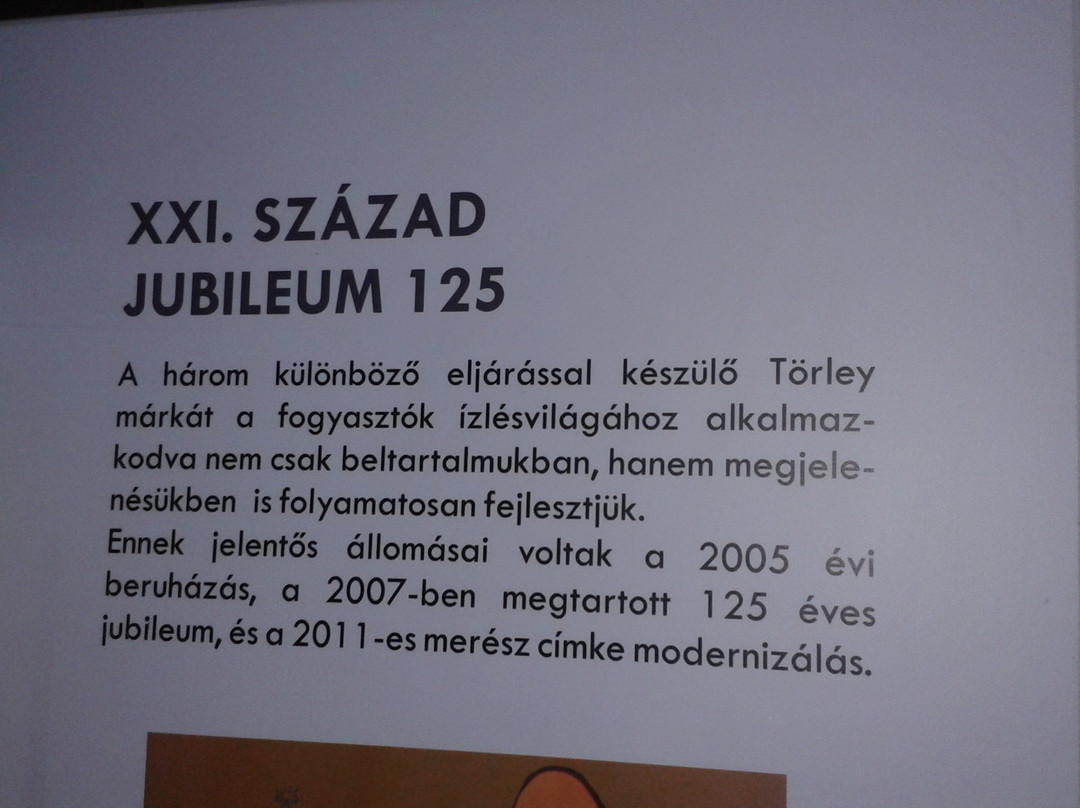 XXI. SZÁZAD
JUBILEUM 125
A három különböző eljárással készülő Törley
márkát a fogyasztók ízlésvilágához alkalmaz-
kodva nem csak beltartalmukban, hanem megjele-
nésükben is folyamatosan fejlesztjük.
Ennek jelentős állomásai voltak a 2005 évi
beruházás, a 2007-ben megtartott 125 éves
jubileum, és a 2011-es merész címke modernizálás.